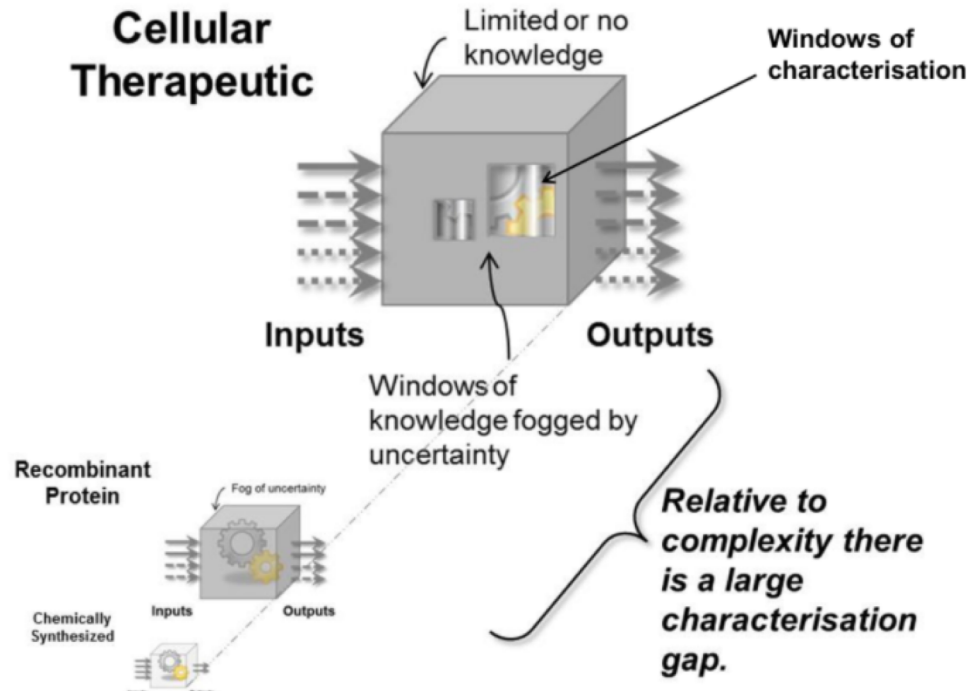 Cellular
Therapeutic
Limited or no
knowledge
Windows of
characterisation
Inputs
Outputs
Windows of
knowledge fogged by
uncertainty
Recombinant
Protein
Fog of uncertainty
Inputs
Outputs
Chemically
Synthesized
Relative to
complexity there
is a large
characterisation
gap.